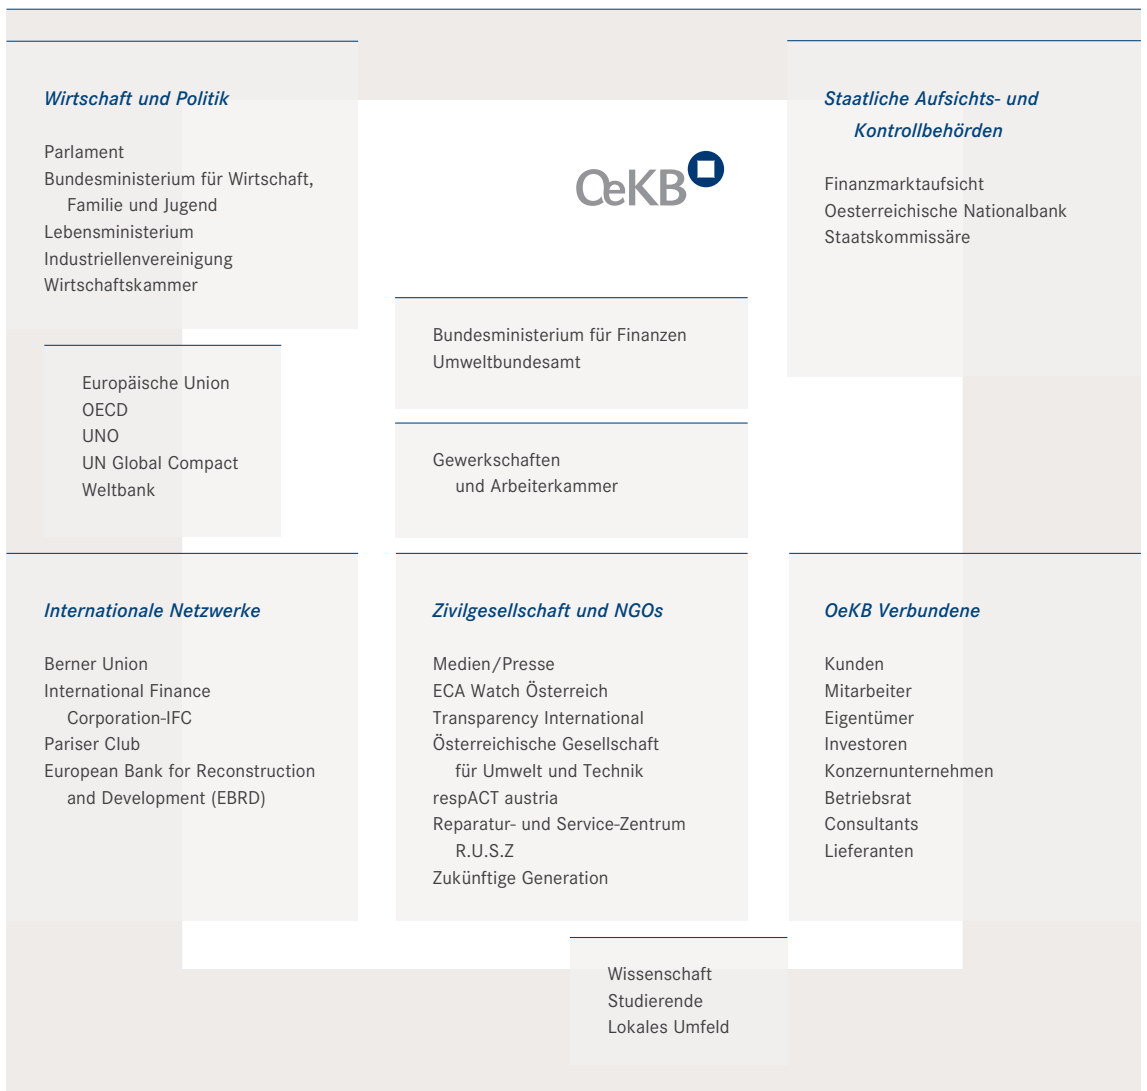 Wirtschaft und Politik
Parlament
Bundesministerium für Wirtschaft,
Familie und Jugend
Lebensministerium
Industriellenvereinigung
Wirtschaftskammer
OeKB
Staatliche Aufsichts- und
Kontrollbehörden
Finanzmarktaufsicht
Oesterreichische Nationalbank
Staatskommissäre
Bundesministerium für Finanzen
Umweltbundesamt
Europäische Union
OECD
UNO
UN Global Compact
Weltbank
Gewerkschaften
und Arbeiterkammer
Internationale Netzwerke
Berner Union
International Finance
Corporation-IFC
Pariser Club
European Bank for Reconstruction
and Development (EBRD)
Zivilgesellschaft und NGOs
Medien/Presse
ECA Watch Österreich
Transparency International
Österreichische Gesellschaft
für Umwelt und Technik
respACT austria
Reparatur- und Service-Zentrum
R.U.S.Z
Zukünftige Generation
OeKB Verbundene
Kunden
Mitarbeiter
Eigentümer
Investoren
Konzernunternehmen
Betriebsrat
Consultants
Lieferanten
Wissenschaft
Studierende
Lokales Umfeld